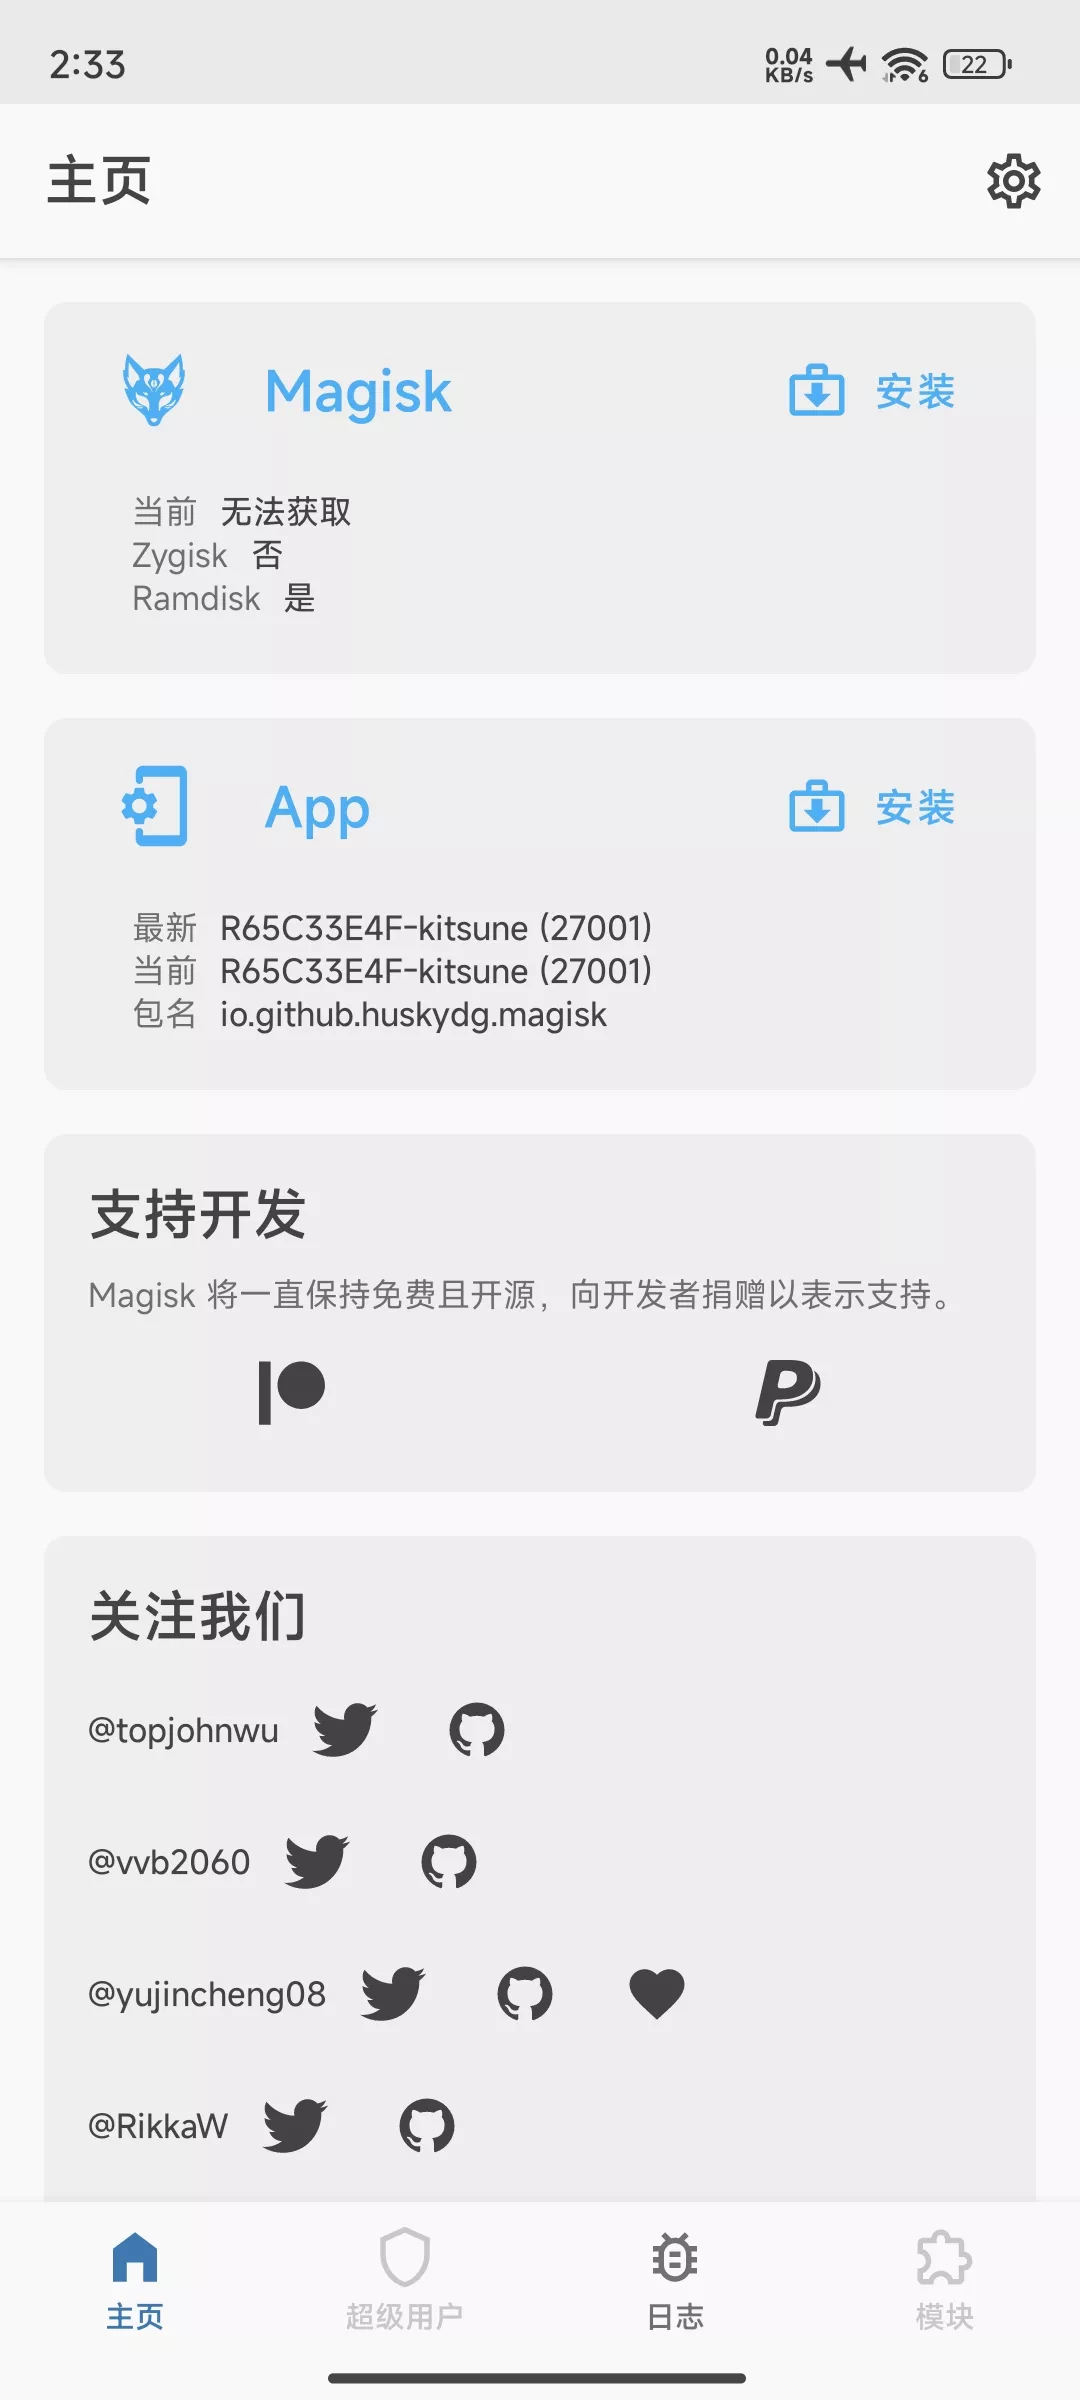 2:33
0.04
KB/s
6
22
主页
Magisk
安装
当前 无法获取
Zygisk 否
Ramdisk 是
App
安装
最新 R65C33E4F-kitsune (27001)
当前 R65C33E4F-kitsune (27001)
包名 io.github.huskydg.magisk
支持开发
Magisk 将一直保持免费且开源，向开发者捐赠以表示支持。
关注我们
@topjohnwu
@vvb2060
@yujincheng08
@RikkaW
主页
超级用户
日志
模块